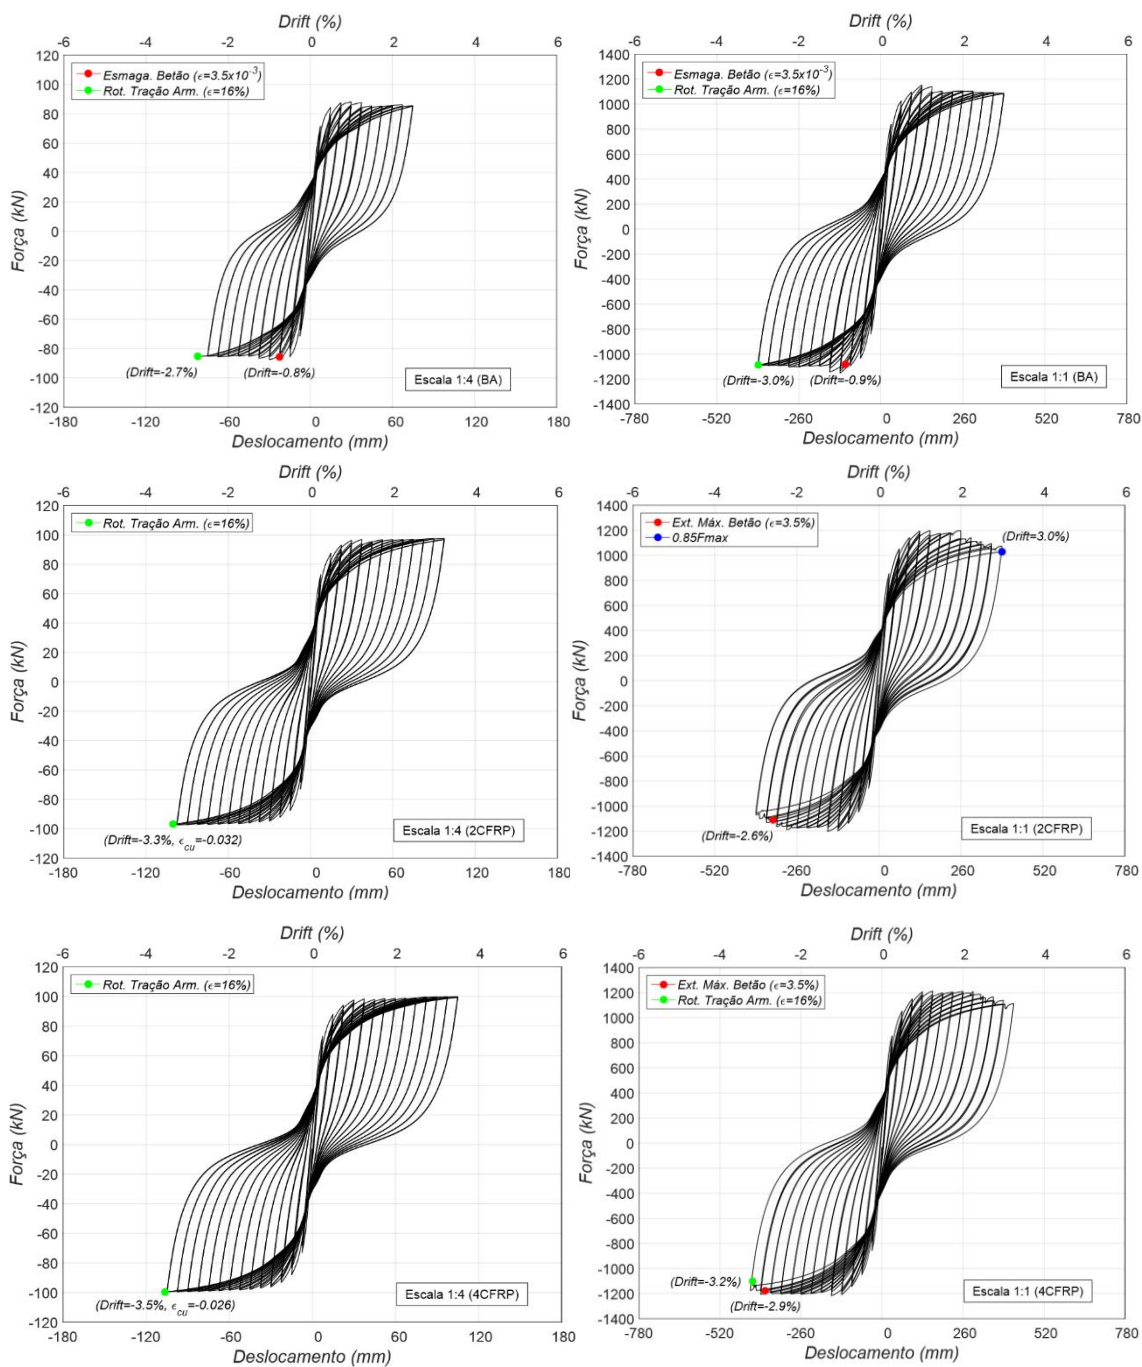 Drift (%)
-6 -4 -2 0 2 4 6
120
100
80
60
40
20
0
-20
-40
-60
-80
-100
-120
Força (kN)
Esmaga. Betão (ϵ=3.5x10⁻³)
Rot. Tração Arm. (ϵ=16%)
(Drift=-2.7%) (Drift=-0.8%)
Escala 1:4 (BA)
-180 -120 -60 0 60 120 180
Deslocamento (mm)
Drift (%)
-6 -4 -2 0 2 4 6
1400
1200
1000
800
600
400
200
0
-200
-400
-600
-800
-1000
-1200
-1400
Força (kN)
Esmaga. Betão (ϵ=3.5x10⁻³)
Rot. Tração Arm. (ϵ=16%)
(Drift=-3.0%) (Drift=-0.9%)
Escala 1:1 (BA)
-780 -520 -260 0 260 520 780
Deslocamento (mm)
Drift (%)
-6 -4 -2 0 2 4 6
120
100
80
60
40
20
0
-20
-40
-60
-80
-100
-120
Força (kN)
Rot. Tração Arm. (ϵ=16%)
(Drift=-3.3%, ϵcu=-0.032)
Escala 1:4 (2CFRP)
-180 -120 -60 0 60 120 180
Deslocamento (mm)
Drift (%)
-6 -4 -2 0 2 4 6
1400
1200
1000
800
600
400
200
0
-200
-400
-600
-800
-1000
-1200
-1400
Força (kN)
Ext. Máx. Betão (ϵ=3.5%)
0.85Fmax
(Drift=3.0%)
(Drift=-2.6%)
Escala 1:1 (2CFRP)
-780 -520 -260 0 260 520 780
Deslocamento (mm)
Drift (%)
-6 -4 -2 0 2 4 6
120
100
80
60
40
20
0
-20
-40
-60
-80
-100
-120
Força (kN)
Rot. Tração Arm. (ϵ=16%)
(Drift=-3.5%, ϵcu=-0.026)
Escala 1:4 (4CFRP)
-180 -120 -60 0 60 120 180
Deslocamento (mm)
Drift (%)
-6 -4 -2 0 2 4 6
1400
1200
1000
800
600
400
200
0
-200
-400
-600
-800
-1000
-1200
-1400
Força (kN)
Ext. Máx. Betão (ϵ=3.5%)
Rot. Tração Arm. (ϵ=16%)
(Drift=-3.2%)
(Drift=-2.9%)
Escala 1:1 (4CFRP)
-780 -520 -260 0 260 520 780
Deslocamento (mm)